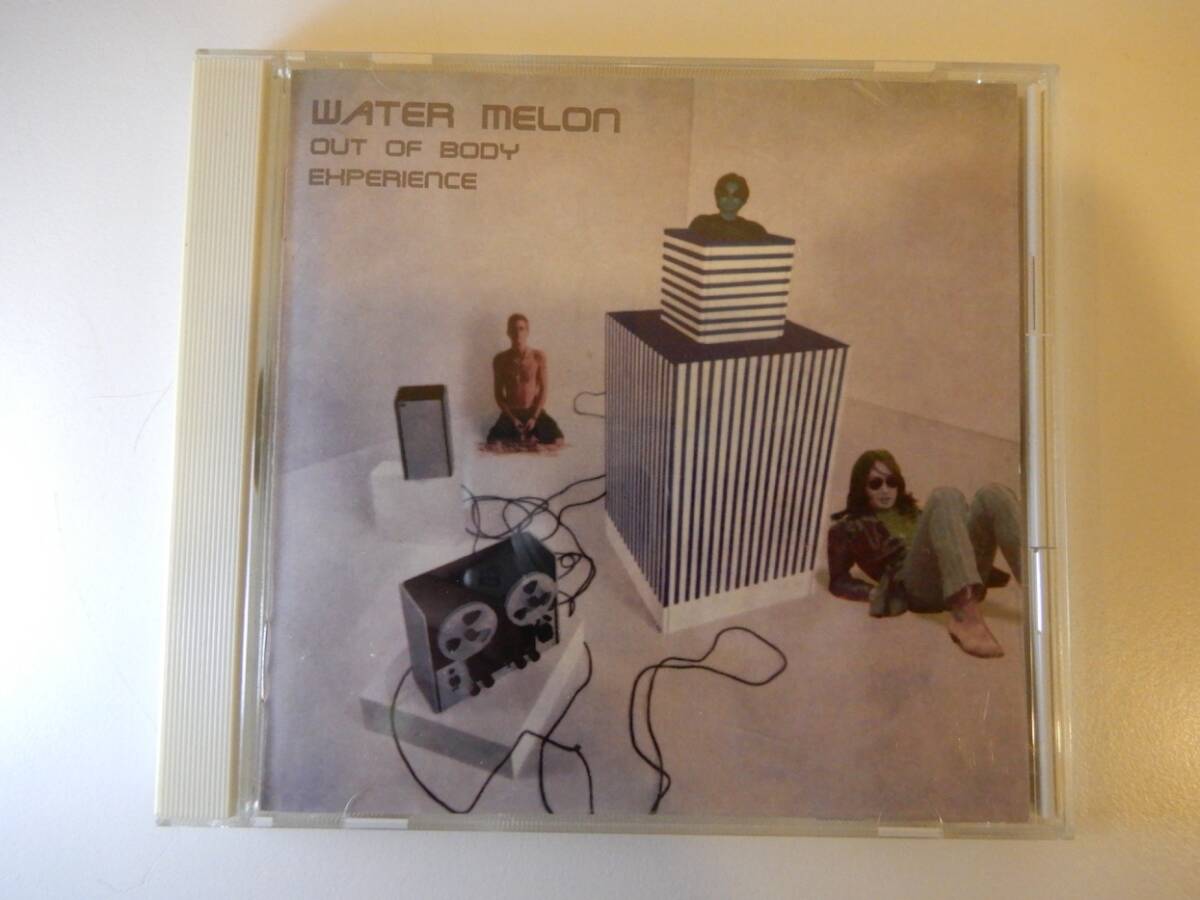 WATER MELON
OUT OF BODY
EXPERIENCE